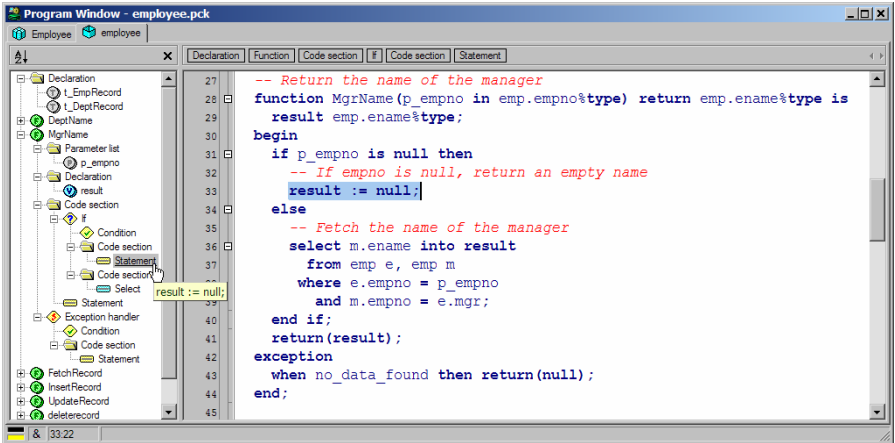 Program Window - employee.pck
Employee employee
Declaration Function Code section If Code section Statement
Declaration
t_EmpRecord
t_DeptRecord
DeptName
MgrName
Parameter list
p_empno
Declaration
result
Code section
If
Condition
Code section
Statement
Code section
Select
Statement
Exception handler
Condition
Code section
Statement
FetchRecord
InsertRecord
UpdateRecord
deleterecord
result := null;
27 -- Return the name of the manager
28 function MgrName(p_empno in emp.empno%type) return emp.ename%type is
29 result emp.ename%type;
30 begin
31 if p_empno is null then
32 -- If empno is null, return an empty name
33 result := null;
34 else
35 -- Fetch the name of the manager
36 select m.ename into result
37 from emp e, emp m
where e.empno = p_empno
39 and m.empno = e.mgr;
40 end if;
41 return(result);
42 exception
43 when no_data_found then return(null);
44 end;
45
& 33:22